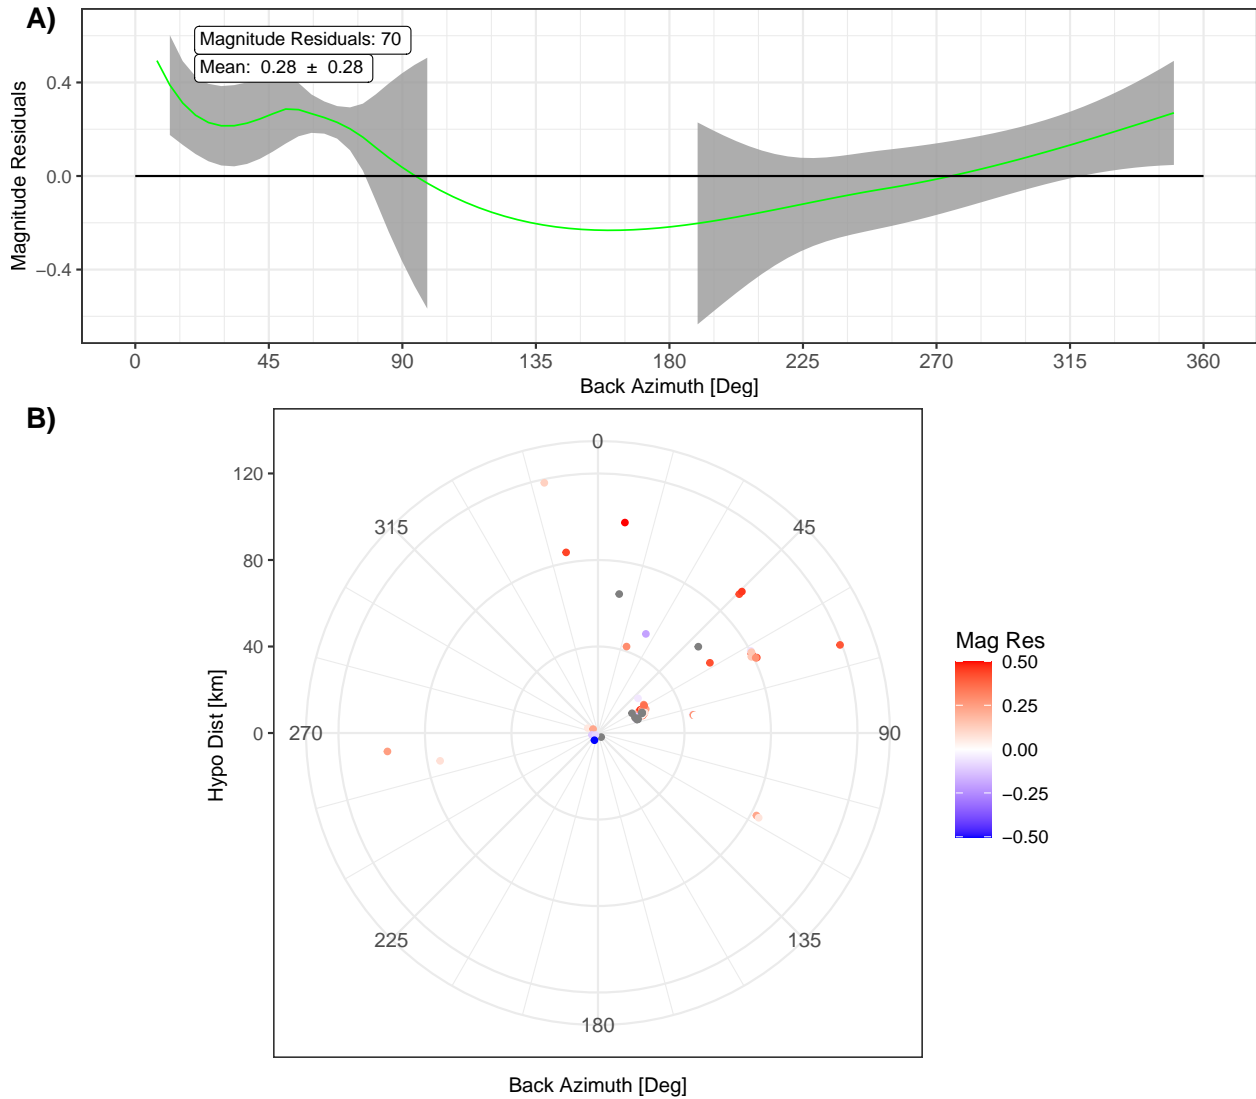 A)
Magnitude Residuals: 70
Mean: 0.28 ± 0.28
Magnitude Residuals
0.4
0.0
−0.4
0 45 90 135 180 225 270 315 360
Back Azimuth [Deg]
B)
Hypo Dist [km]
120
80
40
0
0
45
90
135
180
225
270
315
Back Azimuth [Deg]
Mag Res
0.50
0.25
0.00
−0.25
−0.50